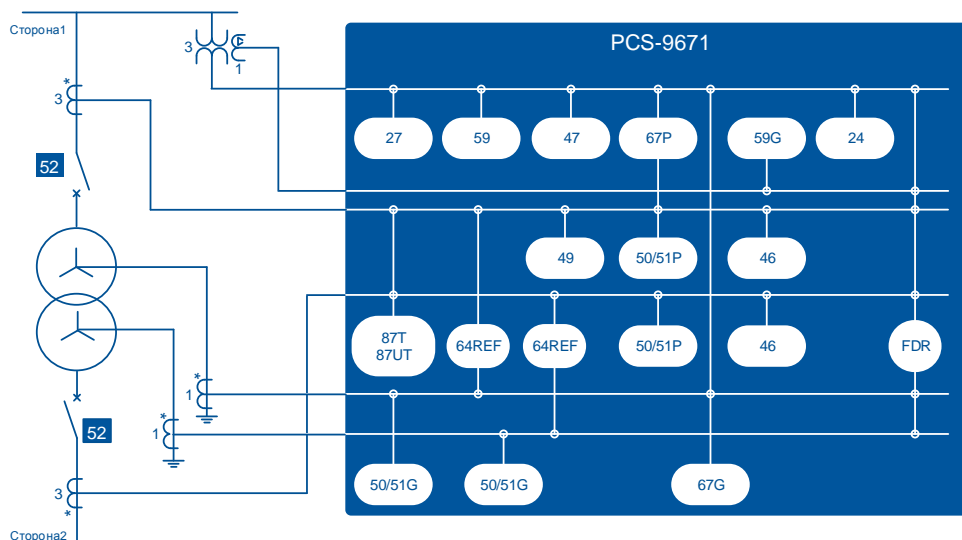 Сторона1
PCS-9671
3
1
27
59
47
67P
59G
24
*
3
52
49
50/51P
46
87T
87UT
64REF
64REF
50/51P
46
FDR
*
1
*
1
52
50/51G
50/51G
67G
3
*
Сторона2